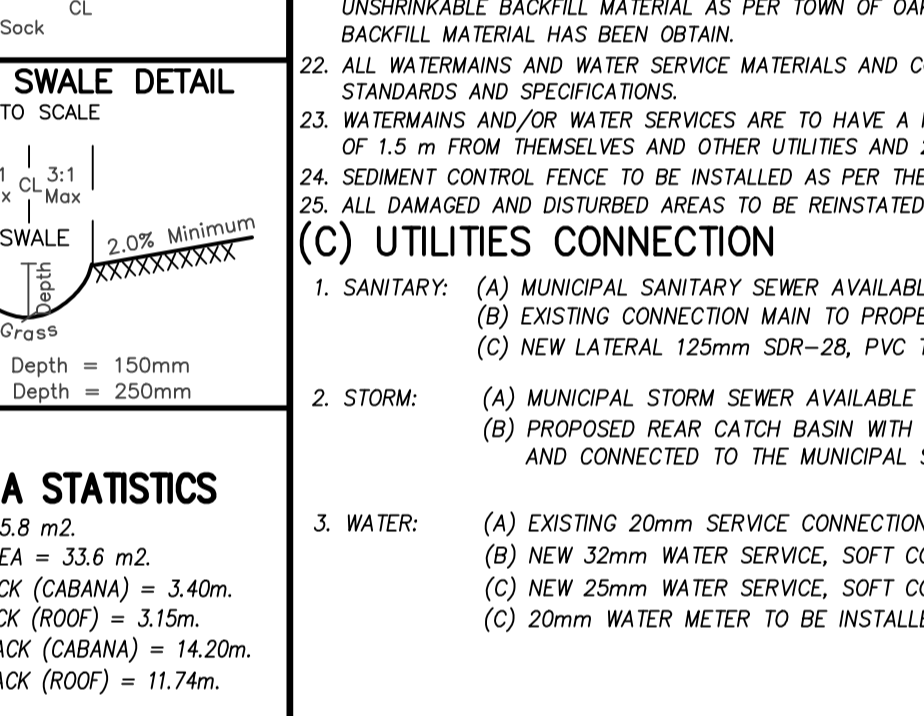 CL
Sock
SWALE DETAIL
TO SCALE
1
3:1
x
CL
Max
SWALE
2.0% Minimum
Depth
Grass
Depth = 150mm
Depth = 250mm
A STATISTICS
5.8 m2.
EA = 33.6 m2.
CK (CABANA) = 3.40m.
CK (ROOF) = 3.15m.
ACK (CABANA) = 14.20m.
ACK (ROOF) = 11.74m.
UNSHRINKABLE BACKFILL MATERIAL AS PER TOWN OF OA
BACKFILL MATERIAL HAS BEEN OBTAIN.
22. ALL WATERMAINS AND WATER SERVICE MATERIALS AND C
STANDARDS AND SPECIFICATIONS.
23. WATERMAINS AND/OR WATER SERVICES ARE TO HAVE A
OF 1.5 m FROM THEMSELVES AND OTHER UTILITIES AND
24. SEDIMENT CONTROL FENCE TO BE INSTALLED AS PER THE
25. ALL DAMAGED AND DISTURBED AREAS TO BE REINSTATED
(C) UTILITIES CONNECTION
1. SANITARY: (A) MUNICIPAL SANITARY SEWER AVAILABL
(B) EXISTING CONNECTION MAIN TO PROPE
(C) NEW LATERAL 125mm SDR-28, PVC
2. STORM: (A) MUNICIPAL STORM SEWER AVAILABLE
(B) PROPOSED REAR CATCH BASIN WITH
AND CONNECTED TO THE MUNICIPAL
3. WATER: (A) EXISTING 20mm SERVICE CONNECTION
(B) NEW 32mm WATER SERVICE, SOFT CO
(C) NEW 25mm WATER SERVICE, SOFT CO
(C) 20mm WATER METER TO BE INSTALLE